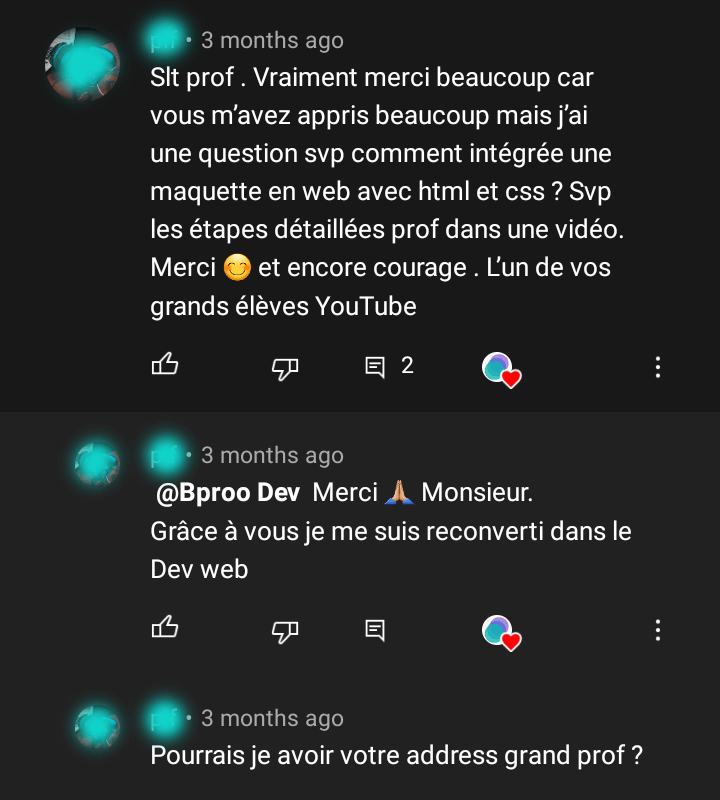 • 3 months ago
Slt prof . Vraiment merci beaucoup car
vous m'avez appris beaucoup mais j'ai
une question svp comment intégrée une
maquette en web avec html et css ? Svp
les étapes détaillées prof dans une vidéo.
Merci 😊 et encore courage . L'un de vos
grands élèves YouTube
2
• 3 months ago
@Bproo Dev Merci 🙏🏽 Monsieur.
Grâce à vous je me suis reconverti dans le
Dev web
• 3 months ago
Pourrais je avoir votre address grand prof ?